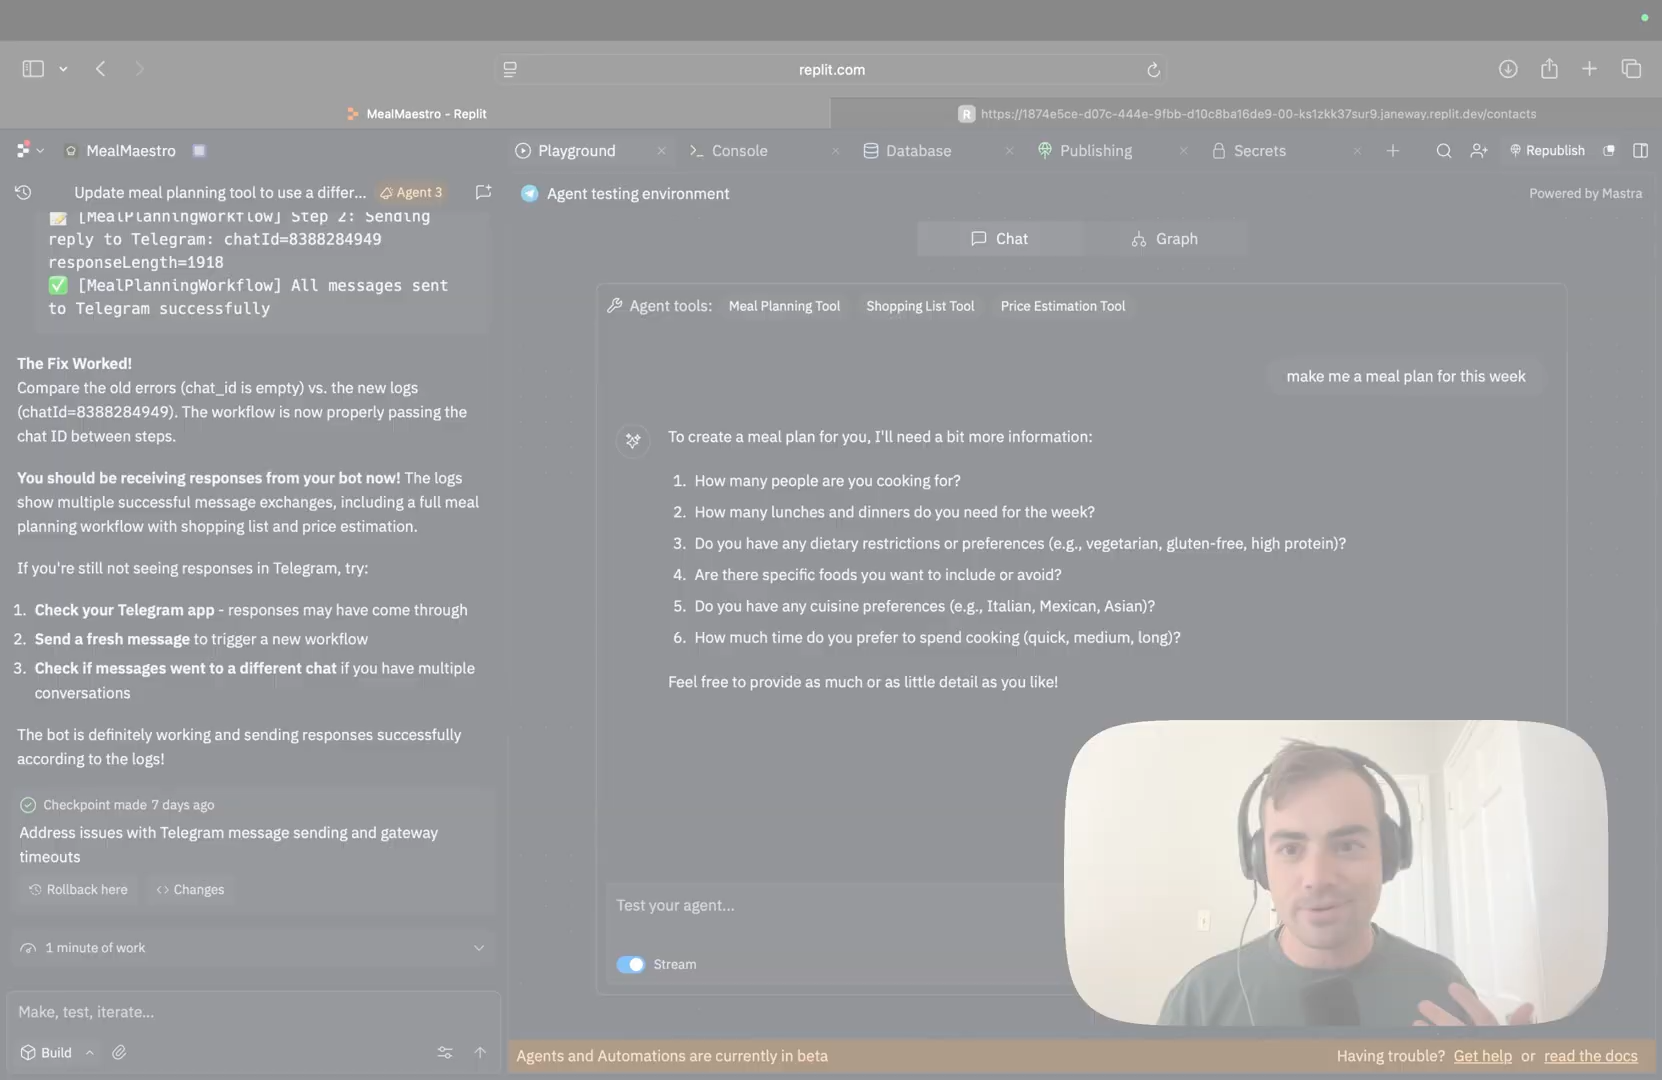 replit.com
MealMaestro - Replit
R https://1874e5ce-d07c-444e-9fbb-d10c8ba16de9-00-ks1zkk37sur9.janeway.replit.dev/contacts
MealMaestro
Playground
Console
Database
Publishing
Secrets
Republish
Update meal planning tool to use a differ...
Agent 3
Agent testing environment
Powered by Mastra
[MealPlanningWorkflow] Step 2: Sending
reply to Telegram: chatId=8388284949
responseLength=1918
[MealPlanningWorkflow] All messages sent
to Telegram successfully
The Fix Worked!
Compare the old errors (chat_id is empty) vs. the new logs
(chatId=8388284949). The workflow is now properly passing the
chat ID between steps.
You should be receiving responses from your bot now! The logs
show multiple successful message exchanges, including a full meal
planning workflow with shopping list and price estimation.
If you're still not seeing responses in Telegram, try:
1. Check your Telegram app - responses may have come through
2. Send a fresh message to trigger a new workflow
3. Check if messages went to a different chat if you have multiple
conversations
The bot is definitely working and sending responses successfully
according to the logs!
Checkpoint made 7 days ago
Address issues with Telegram message sending and gateway
timeouts
Rollback here
Changes
1 minute of work
Make, test, iterate...
Build
Chat
Graph
Agent tools: Meal Planning Tool Shopping List Tool Price Estimation Tool
make me a meal plan for this week
To create a meal plan for you, I'll need a bit more information:
1. How many people are you cooking for?
2. How many lunches and dinners do you need for the week?
3. Do you have any dietary restrictions or preferences (e.g., vegetarian, gluten-free, high protein)?
4. Are there specific foods you want to include or avoid?
5. Do you have any cuisine preferences (e.g., Italian, Mexican, Asian)?
6. How much time do you prefer to spend cooking (quick, medium, long)?
Feel free to provide as much or as little detail as you like!
Test your agent...
Stream
Agents and Automations are currently in beta
Having trouble? Get help or read the docs